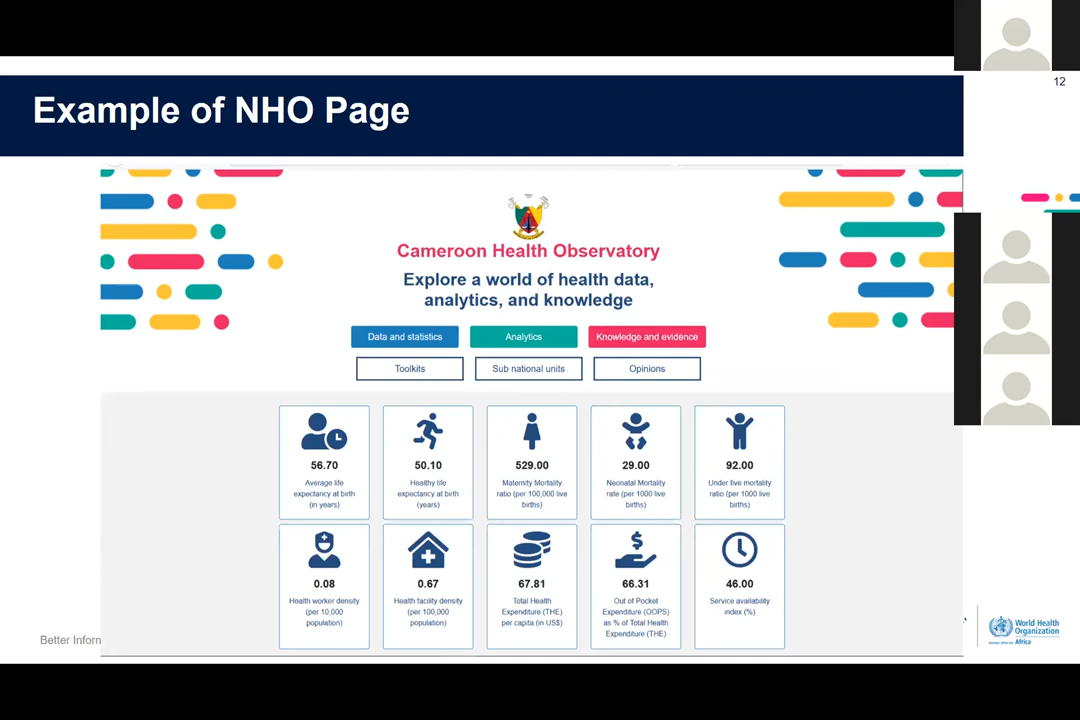 12
Example of NHO Page
Cameroon Health Observatory
Explore a world of health data,
analytics, and knowledge
Data and statistics
Analytics
Knowledge and evidence
Toolkits
Sub national units
Opinions
56.70
Average life
expectancy at birth
(in years)
50.10
Healthy life
expectancy at birth
(years)
529.00
Maternity Mortality
ratio (per 100,000 live
births)
29.00
Neonatal Mortality
rate (per 1000 live
births)
92.00
Under five mortality
ratio (per 1000 live
births)
0.08
Health worker density
(per 10,000
population)
0.67
Health facility density
(per 100,000
population)
67.81
Total Health
Expenditure (THE)
per capita (in US$)
66.31
Out of Pocket
Expenditure (OOPS)
as % of Total Health
Expenditure (THE)
46.00
Service availability
index (%)
Better Inform
World Health
Organization
Africa